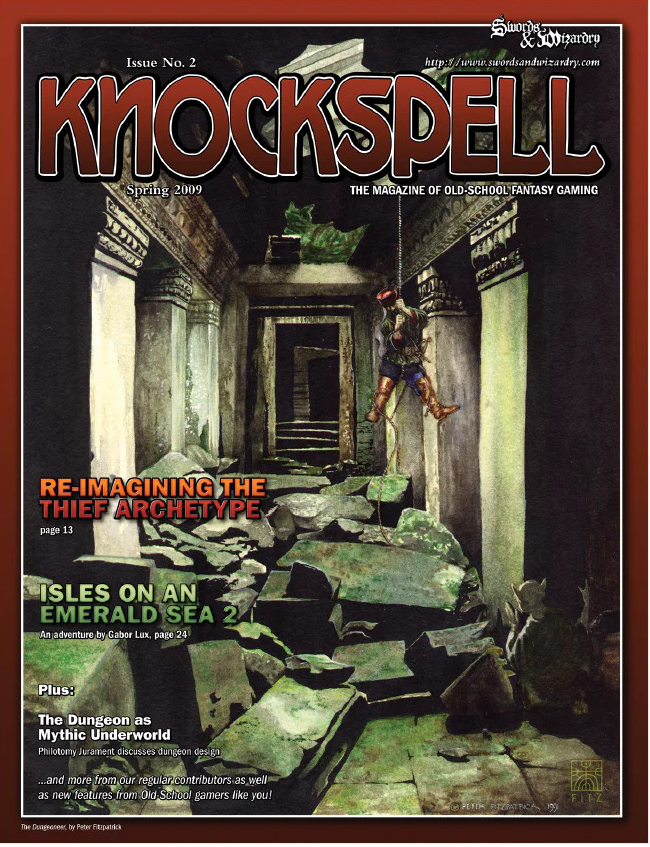 Swords
& Wizardry
Issue No. 2
http://www.swordsandwizardry.com
KNOCKSPELL
Spring 2009
THE MAGAZINE OF OLD-SCHOOL FANTASY GAMING
RE-IMAGINING THE
THIEF ARCHETYPE
page 13
ISLES ON AN
EMERALD SEA 2
An adventure by Gabor Lux, page 24
Plus:
The Dungeon as
Mythic Underworld
Philotomy Jurament discusses dungeon design
...and more from our regular contributors as well
as new features from Old-School gamers like you!
FITZ
© PETER FITZPATRICK, 1991
The Dungeoneer, by Peter Fitzpatrick